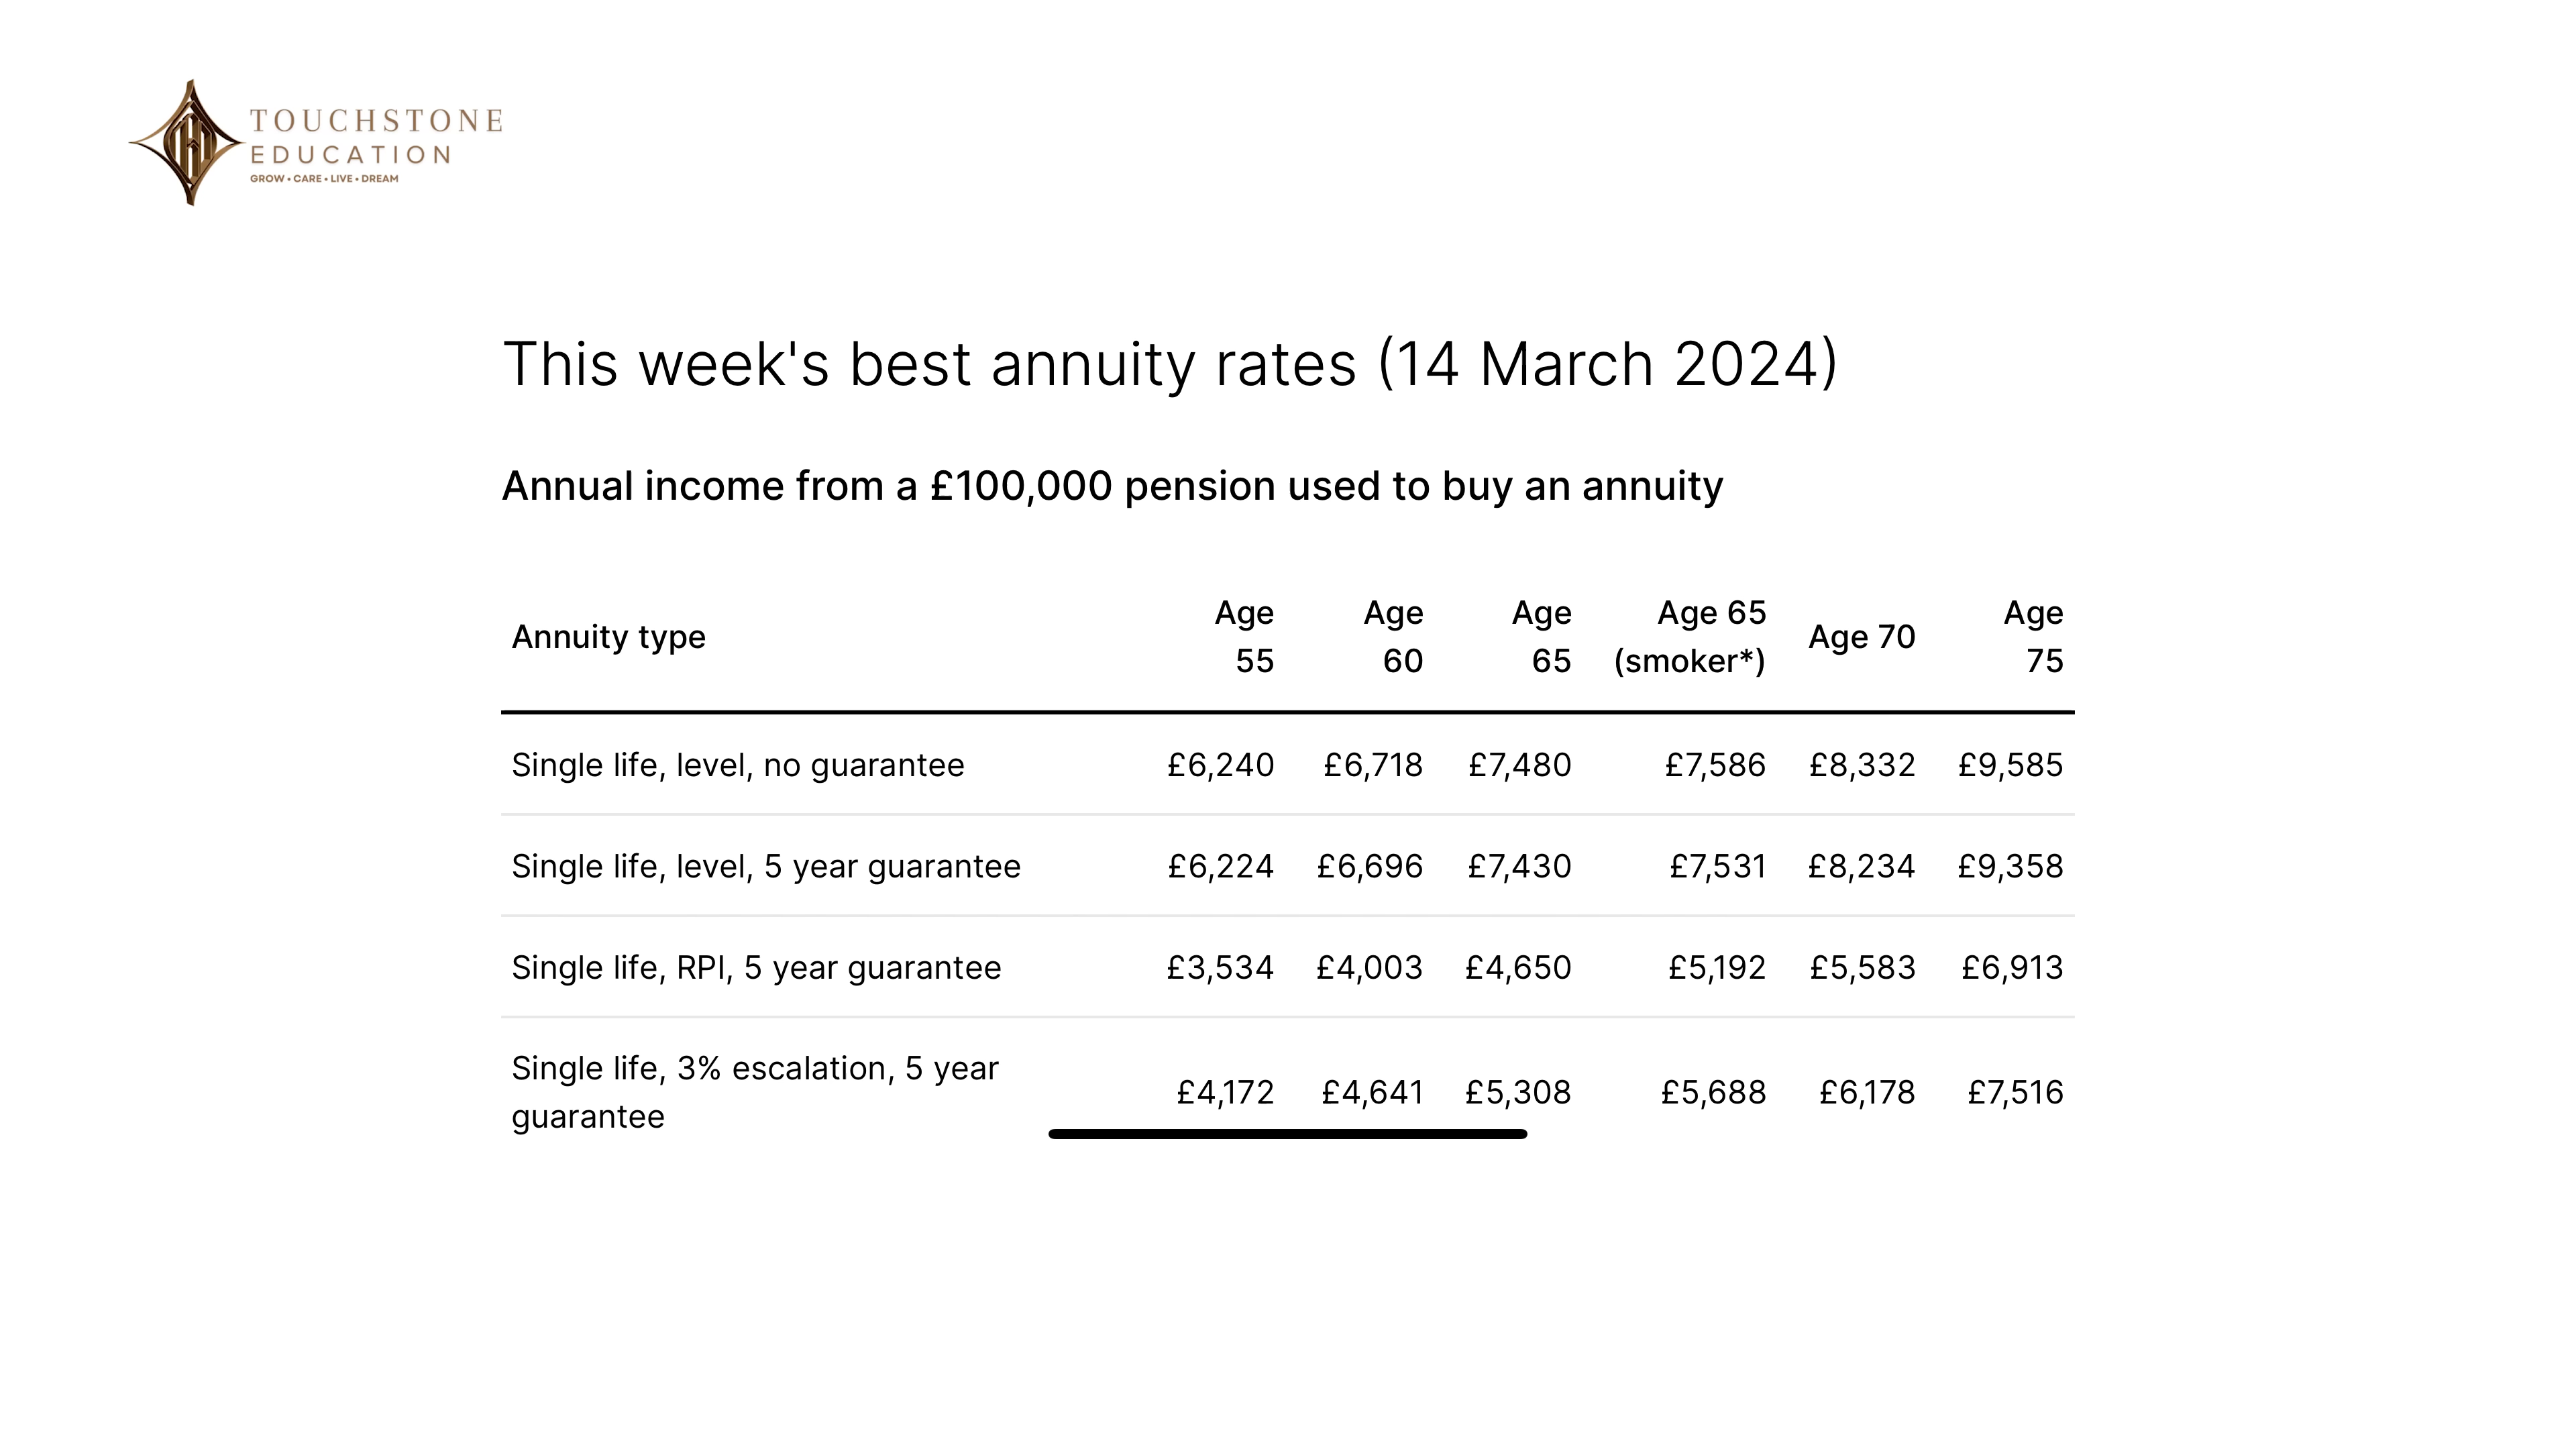 TOUCHSTONE
EDUCATION
GROW • CARE • LIVE • DREAM
This week's best annuity rates (14 March 2024)
Annual income from a £100,000 pension used to buy an annuity
Annuity type Age 55 Age 60 Age 65 Age 65 (smoker*) Age 70 Age 75
Single life, level, no guarantee £6,240 £6,718 £7,480 £7,586 £8,332 £9,585
Single life, level, 5 year guarantee £6,224 £6,696 £7,430 £7,531 £8,234 £9,358
Single life, RPI, 5 year guarantee £3,534 £4,003 £4,650 £5,192 £5,583 £6,913
Single life, 3% escalation, 5 year guarantee £4,172 £4,641 £5,308 £5,688 £6,178 £7,516